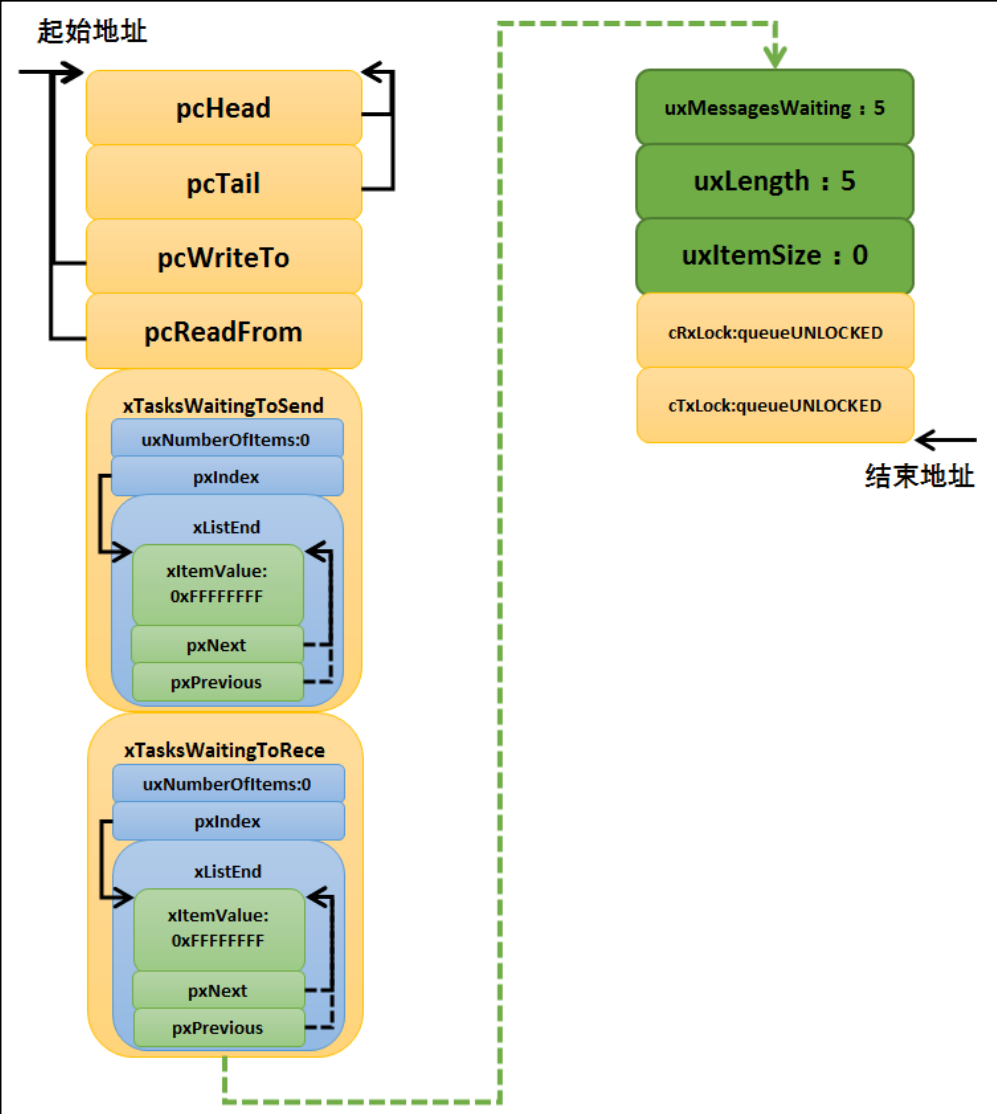 起始地址
pcHead
pcTail
pcWriteTo
pcReadFrom
xTasksWaitingToSend
uxNumberOfItems:0
pxIndex
xListEnd
xItemValue:
0xFFFFFFFF
pxNext
pxPrevious
xTasksWaitingToRece
uxNumberOfItems:0
pxIndex
xListEnd
xItemValue:
0xFFFFFFFF
pxNext
pxPrevious
uxMessagesWaiting：5
uxLength：5
uxItemSize：0
cRxLock:queueUNLOCKED
cTxLock:queueUNLOCKED
结束地址